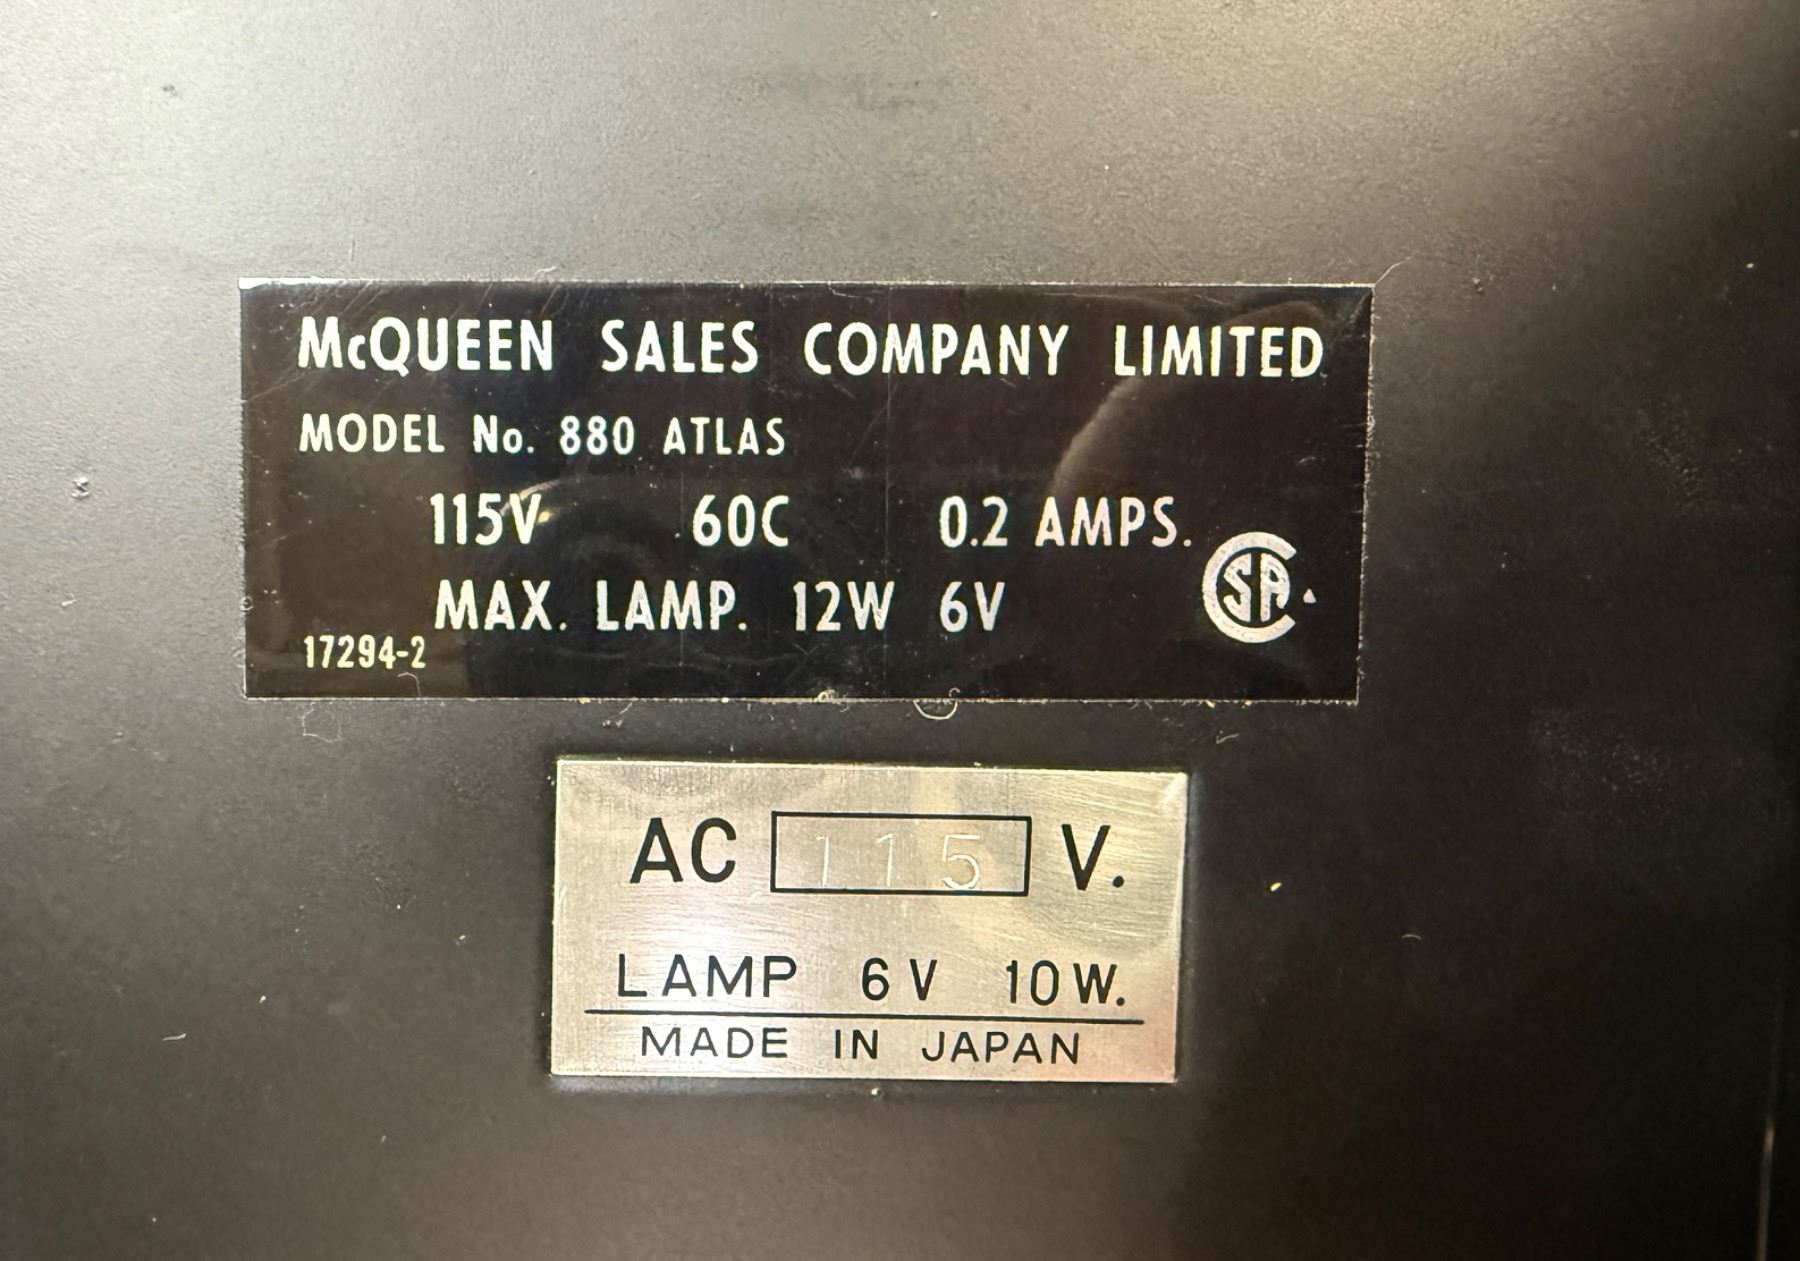 McQUEEN SALES COMPANY LIMITED
MODEL No. 880 ATLAS
115V 60C 0.2 AMPS.
MAX. LAMP. 12W 6V
CSA
17294-2
AC 115 V.
LAMP 6V 10W.
MADE IN JAPAN